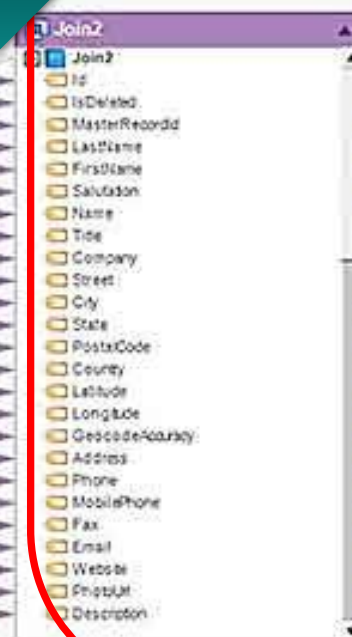 Join2
Join2
Id
IsDeleted
MasterRecordId
LastName
FirstName
Salutation
Name
Title
Company
Street
City
State
PostalCode
Country
Latitude
Longitude
GeocodeAccuracy
Address
Phone
MobilePhone
Fax
Email
Website
PhotoUrl
Description